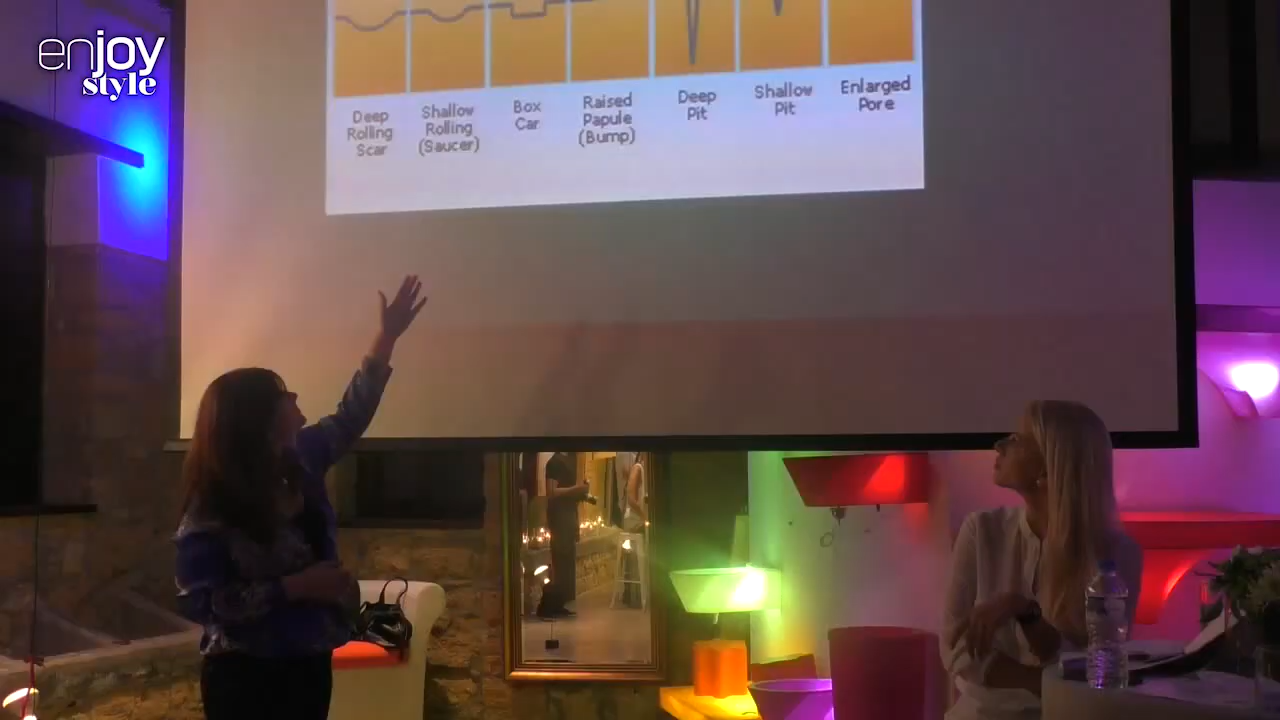 enjoy
style
Deep
Rolling
Scar
Shallow
Rolling
(Saucer)
Box
Car
Raised
Papule
(Bump)
Deep
Pit
Shallow
Pit
Enlarged
Pore